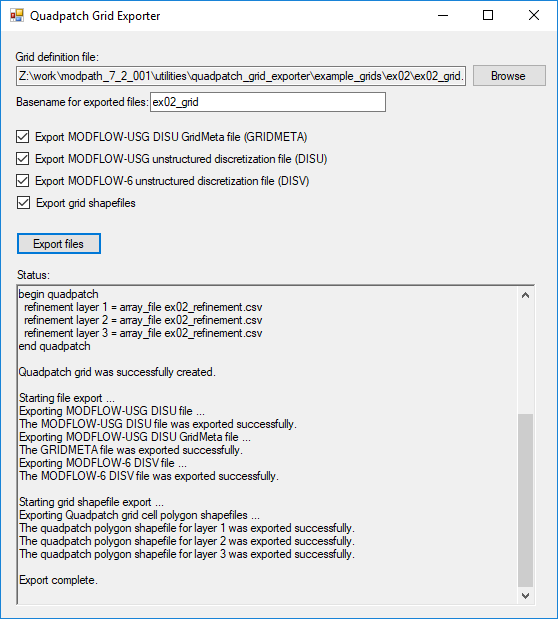 Quadpatch Grid Exporter
Grid definition file:
Z:\work\modpath_7_2_001\utilities\quadpatch_grid_exporter\example_grids\ex02\ex02_grid.
Browse
Basename for exported files: ex02_grid
Export MODFLOW-USG DISU GridMeta file (GRIDMETA)
Export MODFLOW-USG unstructured discretization file (DISU)
Export MODFLOW-6 unstructured discretization file (DISV)
Export grid shapefiles
Export files
Status:
begin quadpatch
refinement layer 1 = array_file ex02_refinement.csv
refinement layer 2 = array_file ex02_refinement.csv
refinement layer 3 = array_file ex02_refinement.csv
end quadpatch
Quadpatch grid was successfully created.
Starting file export ...
Exporting MODFLOW-USG DISU file ...
The MODFLOW-USG DISU file was exported successfully.
Exporting MODFLOW-USG DISU GridMeta file ...
The GRIDMETA file was exported successfully.
Exporting MODFLOW-6 DISV file ...
The MODFLOW-6 DISV file was exported successfully.
Starting grid shapefile export ...
Exporting Quadpatch grid cell polygon shapefiles ...
The quadpatch polygon shapefile for layer 1 was exported successfully.
The quadpatch polygon shapefile for layer 2 was exported successfully.
The quadpatch polygon shapefile for layer 3 was exported successfully.
Export complete.